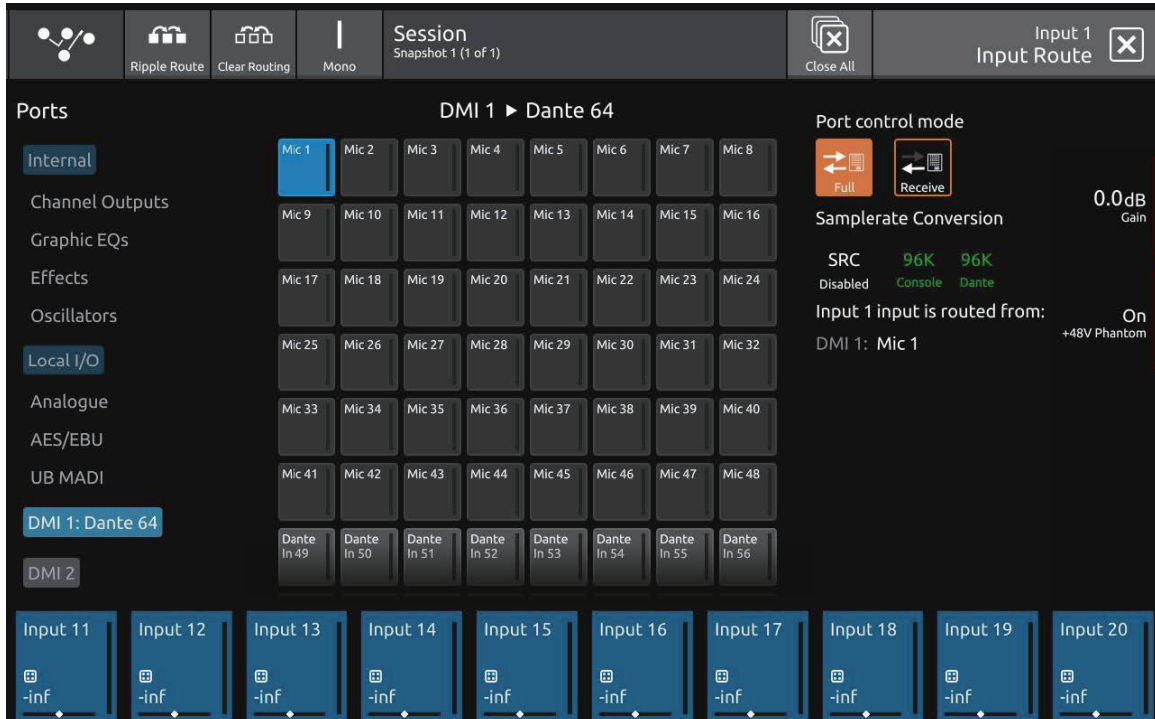 Ripple Route
Clear Routing
Mono
Session
Snapshot 1 (1 of 1)
Close All
Input 1
Input Route
Ports
Internal
Channel Outputs
Graphic EQs
Effects
Oscillators
Local I/O
Analogue
AES/EBU
UB MADI
DMI 1: Dante 64
DMI 2
DMI 1 ▶ Dante 64
Mic 1 Mic 2 Mic 3 Mic 4 Mic 5 Mic 6 Mic 7 Mic 8
Mic 9 Mic 10 Mic 11 Mic 12 Mic 13 Mic 14 Mic 15 Mic 16
Mic 17 Mic 18 Mic 19 Mic 20 Mic 21 Mic 22 Mic 23 Mic 24
Mic 25 Mic 26 Mic 27 Mic 28 Mic 29 Mic 30 Mic 31 Mic 32
Mic 33 Mic 34 Mic 35 Mic 36 Mic 37 Mic 38 Mic 39 Mic 40
Mic 41 Mic 42 Mic 43 Mic 44 Mic 45 Mic 46 Mic 47 Mic 48
Dante Dante Dante Dante Dante Dante Dante Dante
In 49 In 50 In 51 In 52 In 53 In 54 In 55 In 56
Port control mode
Full Receive
Samplerate Conversion
SRC 96K 96K
Disabled Console Dante
Input 1 input is routed from:
DMI 1: Mic 1
0.0dB
Gain
On
+48V Phantom
Input 11 Input 12 Input 13 Input 14 Input 15 Input 16 Input 17 Input 18 Input 19 Input 20
-inf -inf -inf -inf -inf -inf -inf -inf -inf -inf